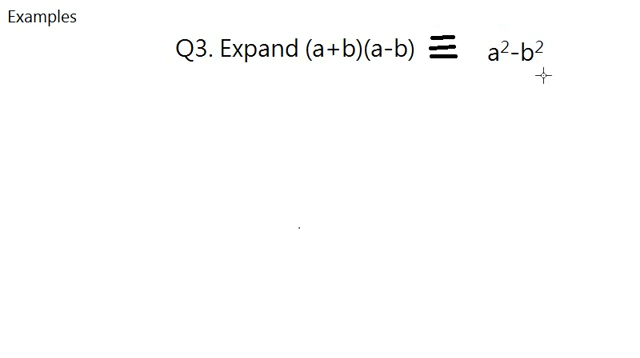 Examples
Q3. Expand (a+b)(a-b) ≡ a²-b²